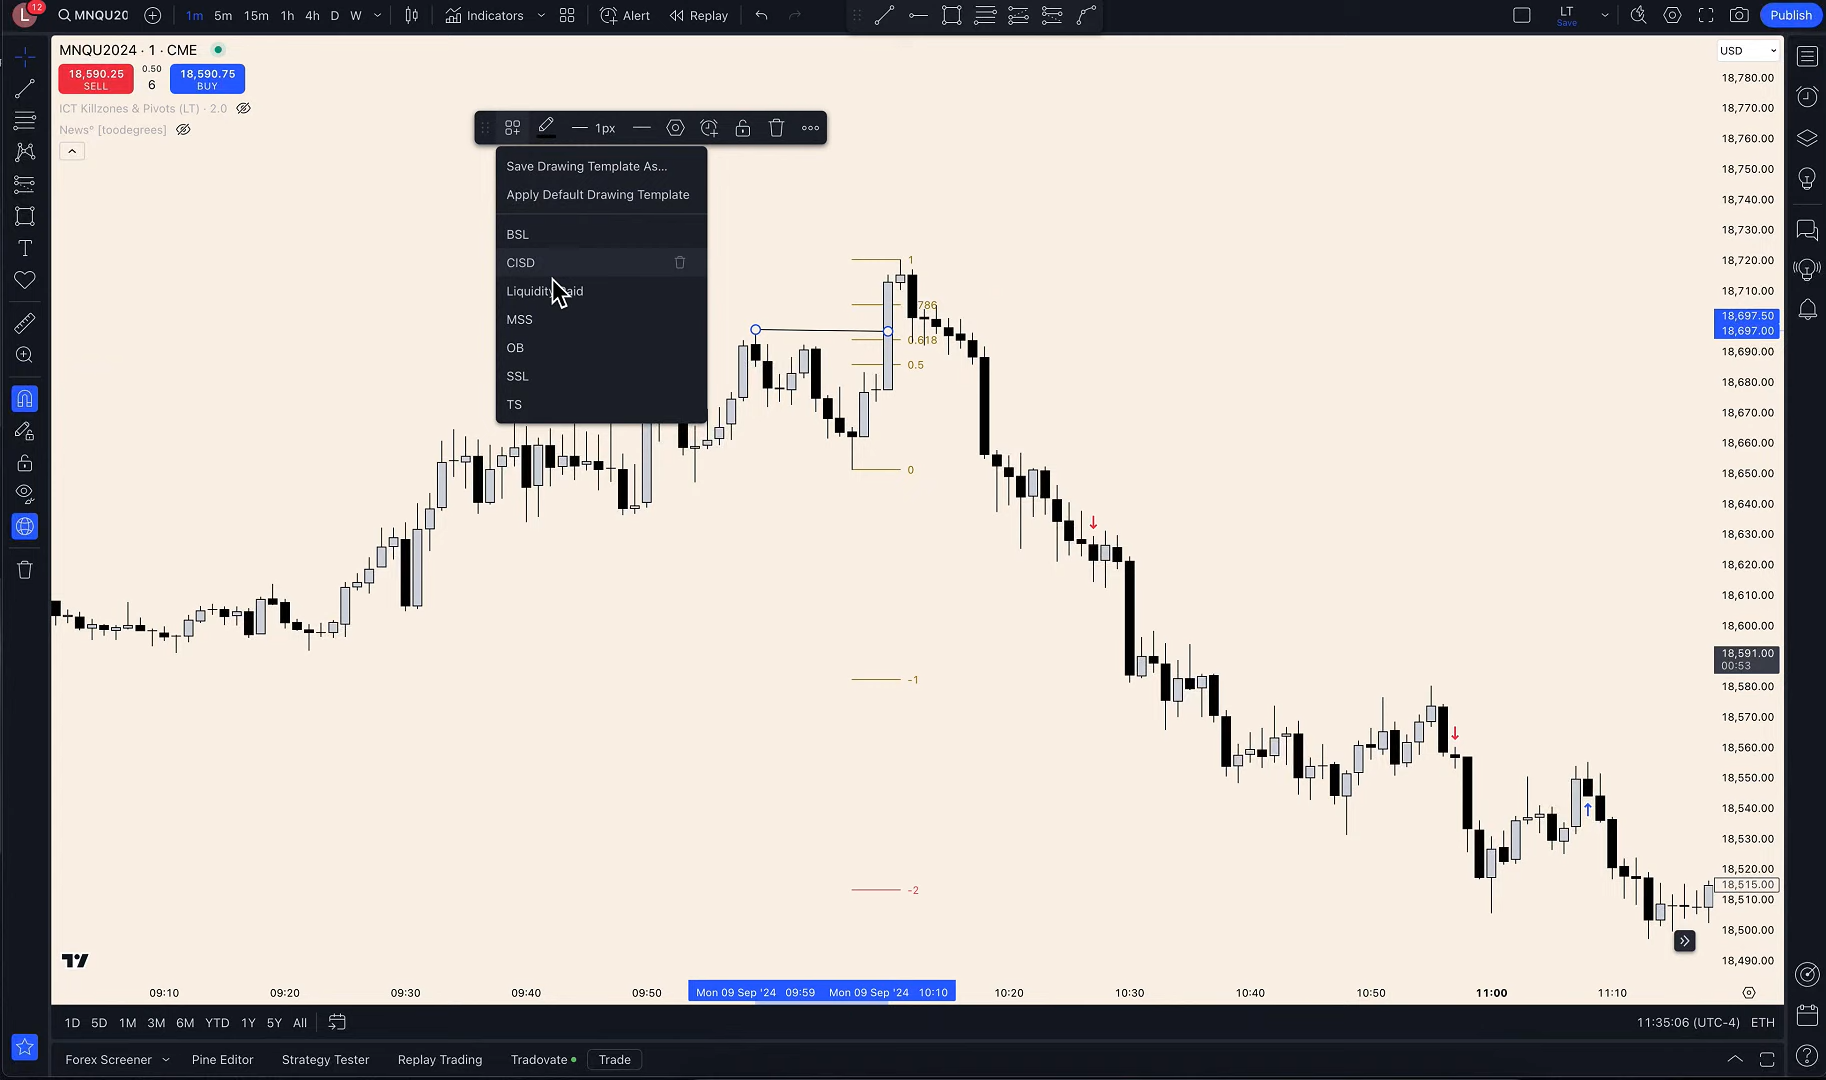 L 12 MNQU20 1m 5m 15m 1h 4h D W Indicators Alert Replay LT Save Publish
MNQU2024 · 1 · CME
USD
18,590.25 SELL
0.50
6
18,590.75 BUY
ICT Killzones & Pivots (LT) · 2.0
News° [toodegrees]
1px
Save Drawing Template As...
Apply Default Drawing Template
BSL
CISD
MSS
OB
SSL
TS
1
786
0.618
0.5
0
-1
-2
18,780.00
18,770.00
18,760.00
18,750.00
18,740.00
18,730.00
18,720.00
18,710.00
18,697.50
18,697.00
18,690.00
18,680.00
18,670.00
18,660.00
18,650.00
18,640.00
18,630.00
18,620.00
18,610.00
18,600.00
18,591.00
00:53
18,580.00
18,570.00
18,560.00
18,550.00
18,540.00
18,530.00
18,520.00
18,515.00
18,510.00
18,500.00
18,490.00
09:10 09:20 09:30 09:40 09:50 Mon 09 Sep '24 09:59 Mon 09 Sep '24 10:10 10:20 10:30 10:40 10:50 11:00 11:10
1D 5D 1M 3M 6M YTD 1Y 5Y All 11:35:06 (UTC-4) ETH
Forex Screener Pine Editor Strategy Tester Replay Trading Tradovate Trade